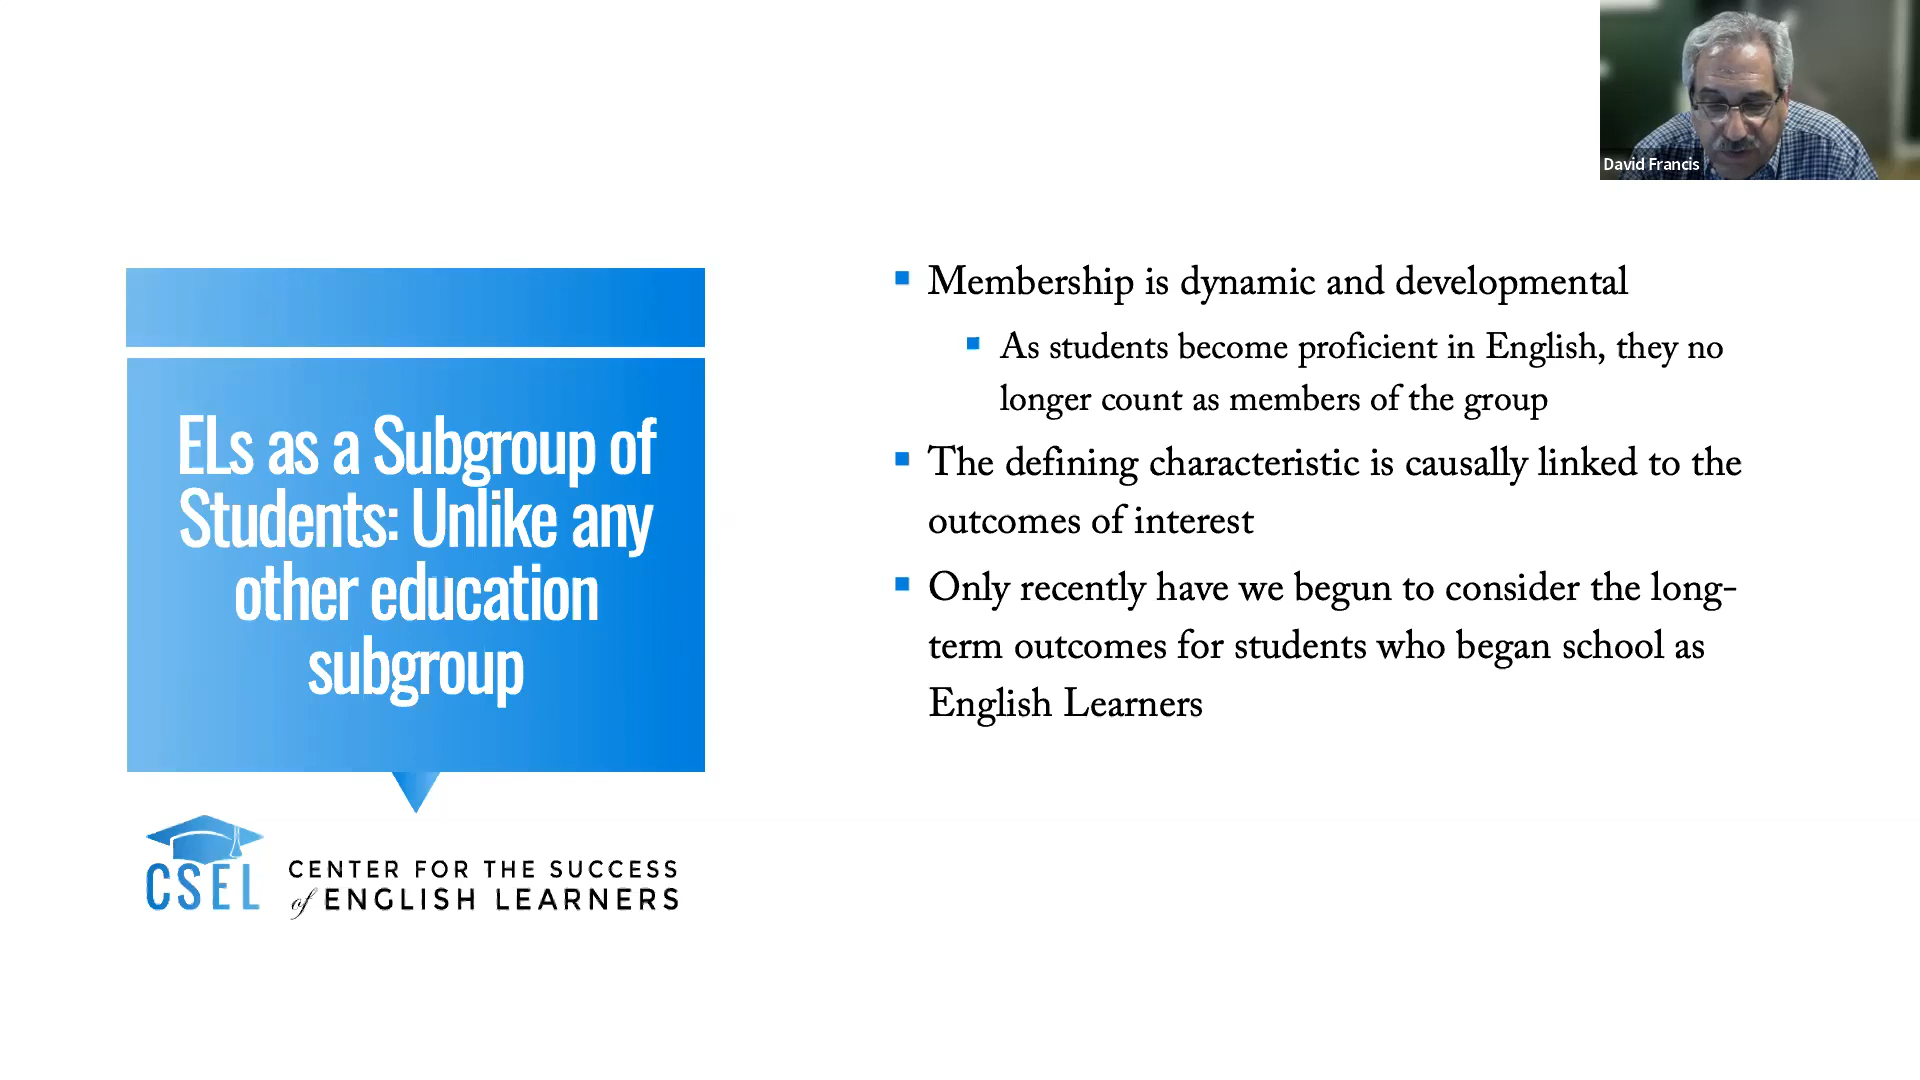 David Francis
ELs as a Subgroup of
Students: Unlike any
other education
subgroup
Membership is dynamic and developmental
As students become proficient in English, they no
longer count as members of the group
The defining characteristic is causally linked to the
outcomes of interest
Only recently have we begun to consider the long-
term outcomes for students who began school as
English Learners
CSEL
CENTER FOR THE SUCCESS
of ENGLISH LEARNERS